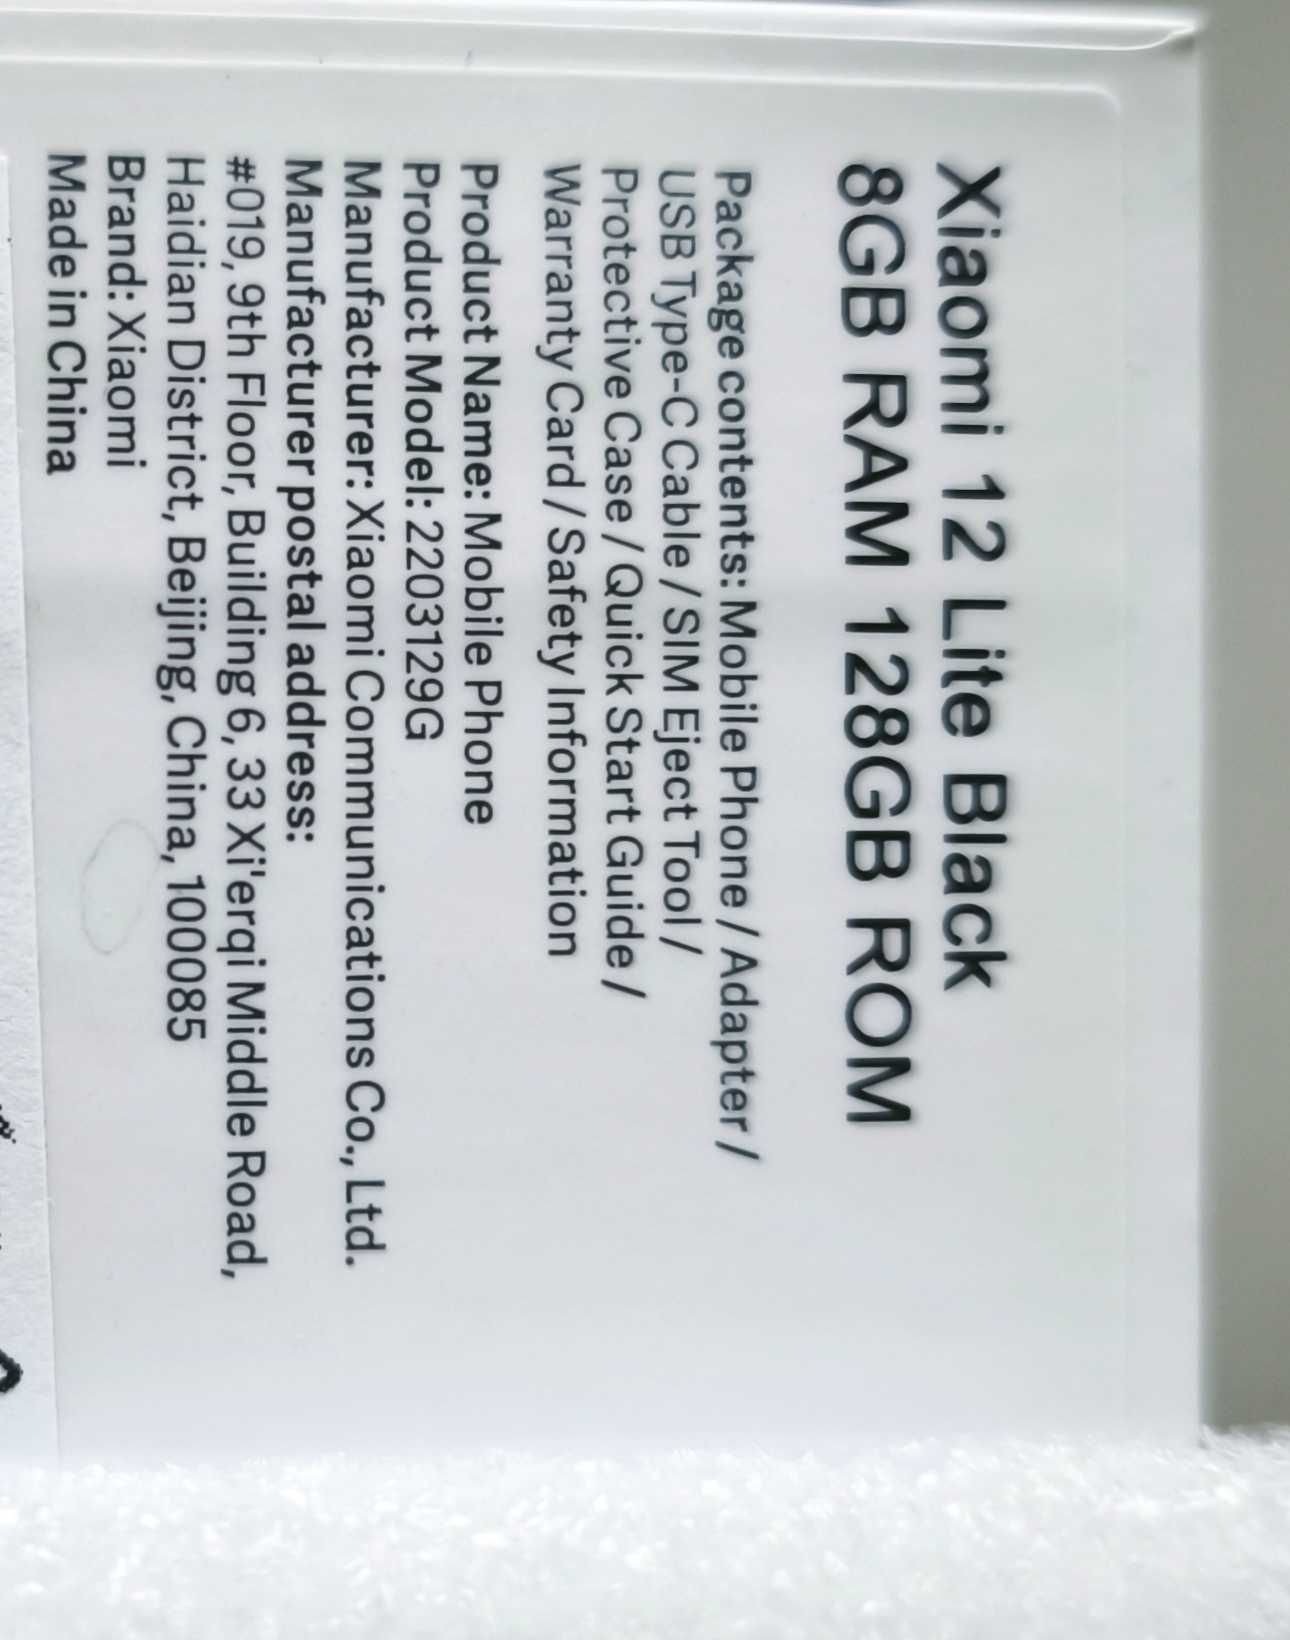 Xiaomi 12 Lite Black
8GB RAM 128GB ROM
Package contents: Mobile Phone / Adapter /
USB Type-C Cable / SIM Eject Tool /
Protective Case / Quick Start Guide /
Warranty Card / Safety Information
Product Name: Mobile Phone
Product Model: 2203129G
Manufacturer: Xiaomi Communications Co., Ltd.
Manufacturer postal address:
#019, 9th Floor, Building 6, 33 Xi'erqi Middle Road,
Haidian District, Beijing, China, 100085
Brand: Xiaomi
Made in China